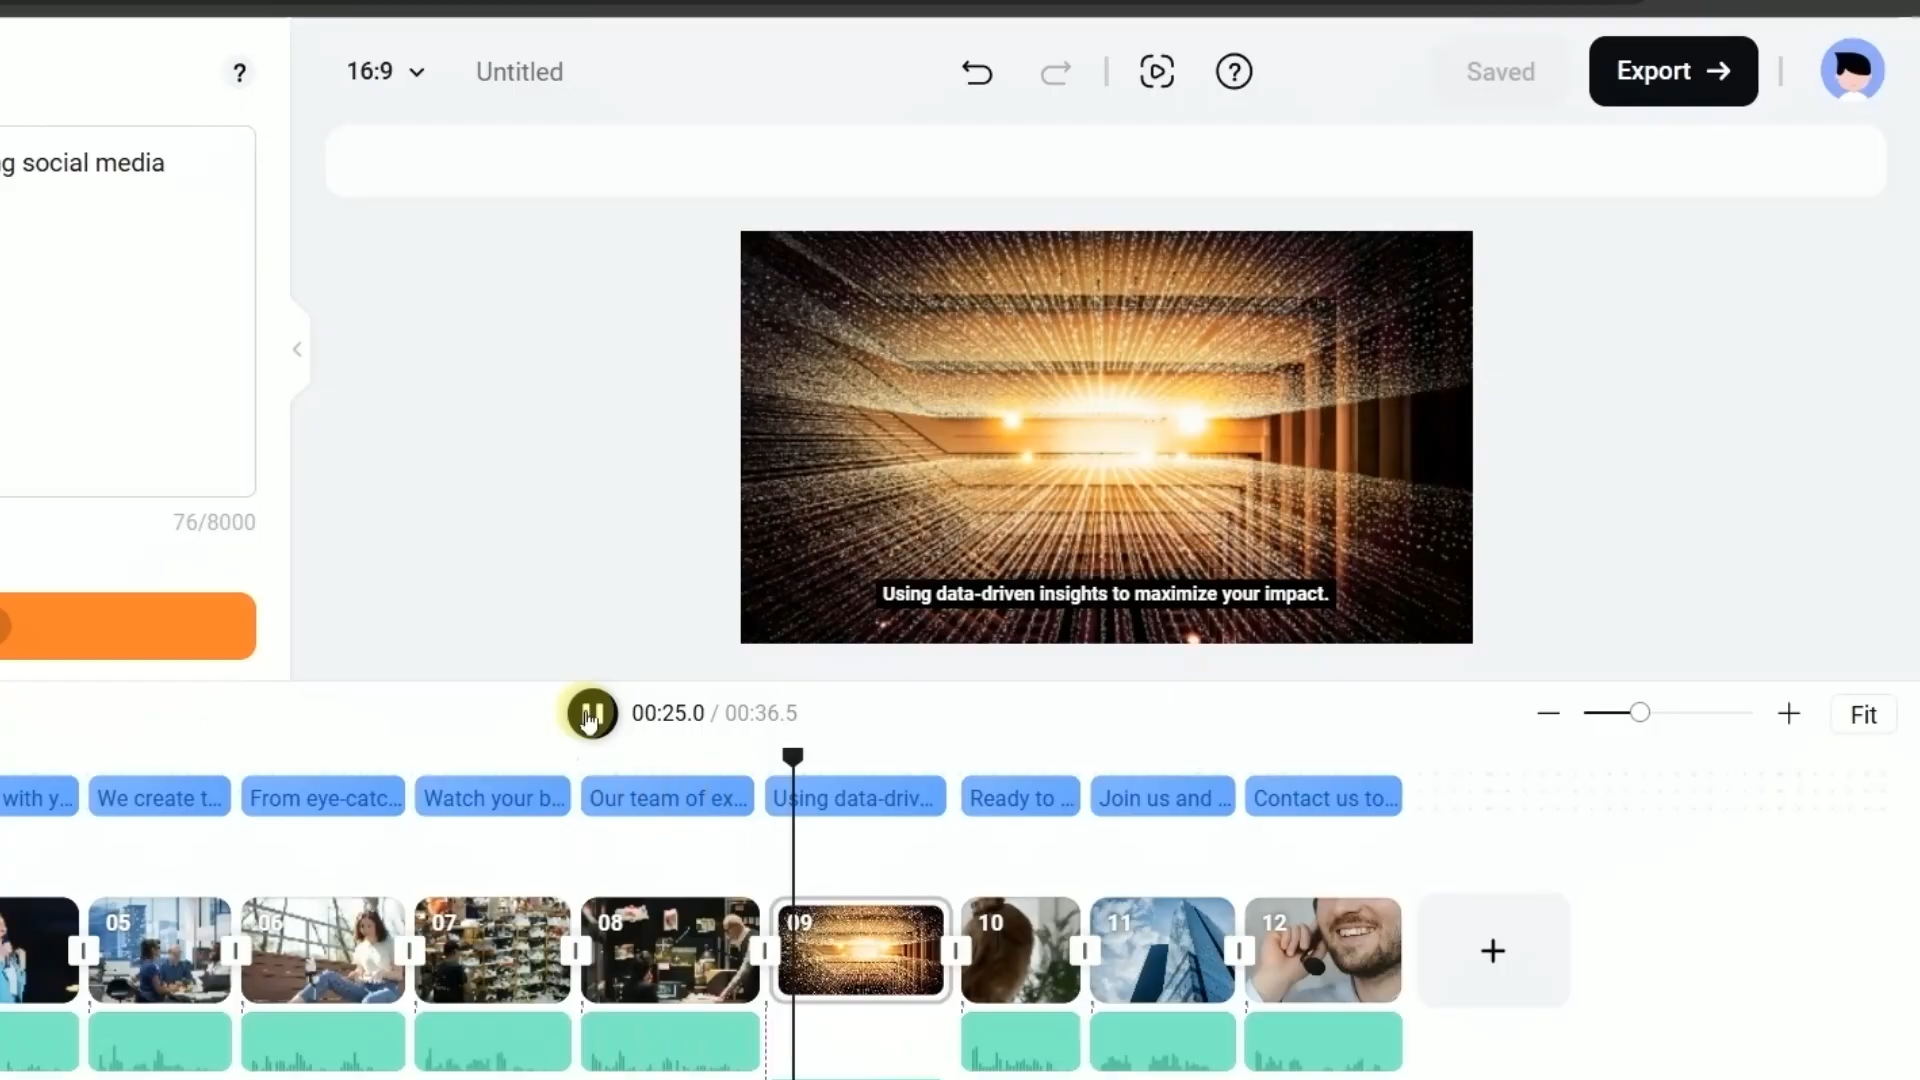 ?
16:9
Untitled
?
Saved
Export
g social media
76/8000
Using data-driven insights to maximize your impact.
00:25.0 / 00:36.5
Fit
with y...
We create t...
From eye-catc...
Watch your b...
Our team of ex...
Using data-driv...
Ready to ...
Join us and ...
Contact us to...
05
06
07
08
09
10
11
12